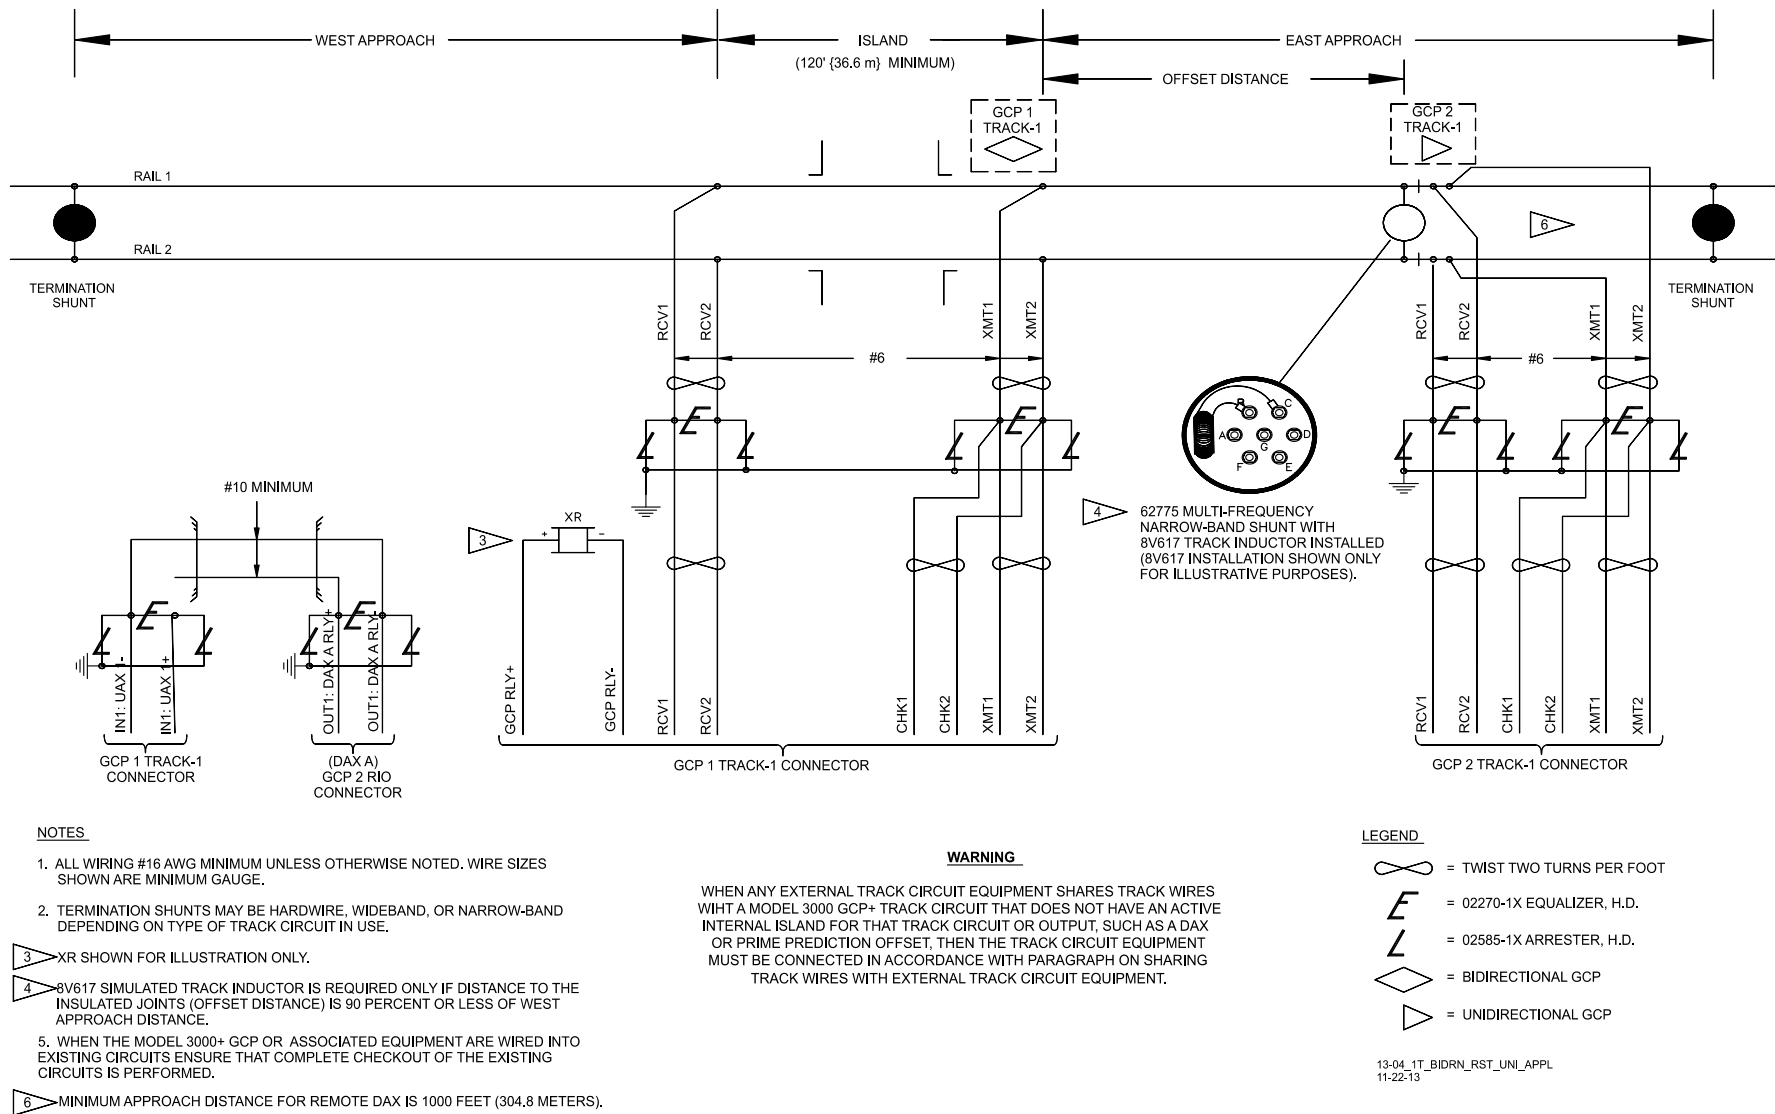 WEST APPROACH
ISLAND
(120' {36.6 m} MINIMUM)
EAST APPROACH
OFFSET DISTANCE
GCP 1
TRACK-1
GCP 2
TRACK-1
RAIL 1
RAIL 2
6
TERMINATION
SHUNT
TERMINATION
SHUNT
RCV1
RCV2
XMT1
XMT2
RCV1
RCV2
XMT1
XMT2
#6
#6
B
C
A
G
D
F
E
#10 MINIMUM
3
XR
+
-
4
62775 MULTI-FREQUENCY
NARROW-BAND SHUNT WITH
8V617 TRACK INDUCTOR INSTALLED
(8V617 INSTALLATION SHOWN ONLY
FOR ILLUSTRATIVE PURPOSES).
IN1: UAX 1-
IN1: UAX 1+
OUT1: DAX A RLY+
OUT1: DAX A RLY-
GCP RLY+
GCP RLY-
RCV1
RCV2
CHK1
CHK2
XMT1
XMT2
RCV1
RCV2
CHK1
CHK2
XMT1
XMT2
GCP 1 TRACK-1
CONNECTOR
(DAX A)
GCP 2 RIO
CONNECTOR
GCP 1 TRACK-1 CONNECTOR
GCP 2 TRACK-1 CONNECTOR
NOTES
1. ALL WIRING #16 AWG MINIMUM UNLESS OTHERWISE NOTED. WIRE SIZES
SHOWN ARE MINIMUM GAUGE.
2. TERMINATION SHUNTS MAY BE HARDWIRE, WIDEBAND, OR NARROW-BAND
DEPENDING ON TYPE OF TRACK CIRCUIT IN USE.
3 XR SHOWN FOR ILLUSTRATION ONLY.
4 8V617 SIMULATED TRACK INDUCTOR IS REQUIRED ONLY IF DISTANCE TO THE
INSULATED JOINTS (OFFSET DISTANCE) IS 90 PERCENT OR LESS OF WEST
APPROACH DISTANCE.
5. WHEN THE MODEL 3000+ GCP OR ASSOCIATED EQUIPMENT ARE WIRED INTO
EXISTING CIRCUITS ENSURE THAT COMPLETE CHECKOUT OF THE EXISTING
CIRCUITS IS PERFORMED.
6 MINIMUM APPROACH DISTANCE FOR REMOTE DAX IS 1000 FEET (304.8 METERS).
WARNING
WHEN ANY EXTERNAL TRACK CIRCUIT EQUIPMENT SHARES TRACK WIRES
WIHT A MODEL 3000 GCP+ TRACK CIRCUIT THAT DOES NOT HAVE AN ACTIVE
INTERNAL ISLAND FOR THAT TRACK CIRCUIT OR OUTPUT, SUCH AS A DAX
OR PRIME PREDICTION OFFSET, THEN THE TRACK CIRCUIT EQUIPMENT
MUST BE CONNECTED IN ACCORDANCE WITH PARAGRAPH ON SHARING
TRACK WIRES WITH EXTERNAL TRACK CIRCUIT EQUIPMENT.
LEGEND
= TWIST TWO TURNS PER FOOT
= 02270-1X EQUALIZER, H.D.
= 02585-1X ARRESTER, H.D.
= BIDIRECTIONAL GCP
= UNIDIRECTIONAL GCP
13-04_1T_BIDRN_RST_UNI_APPL
11-22-13